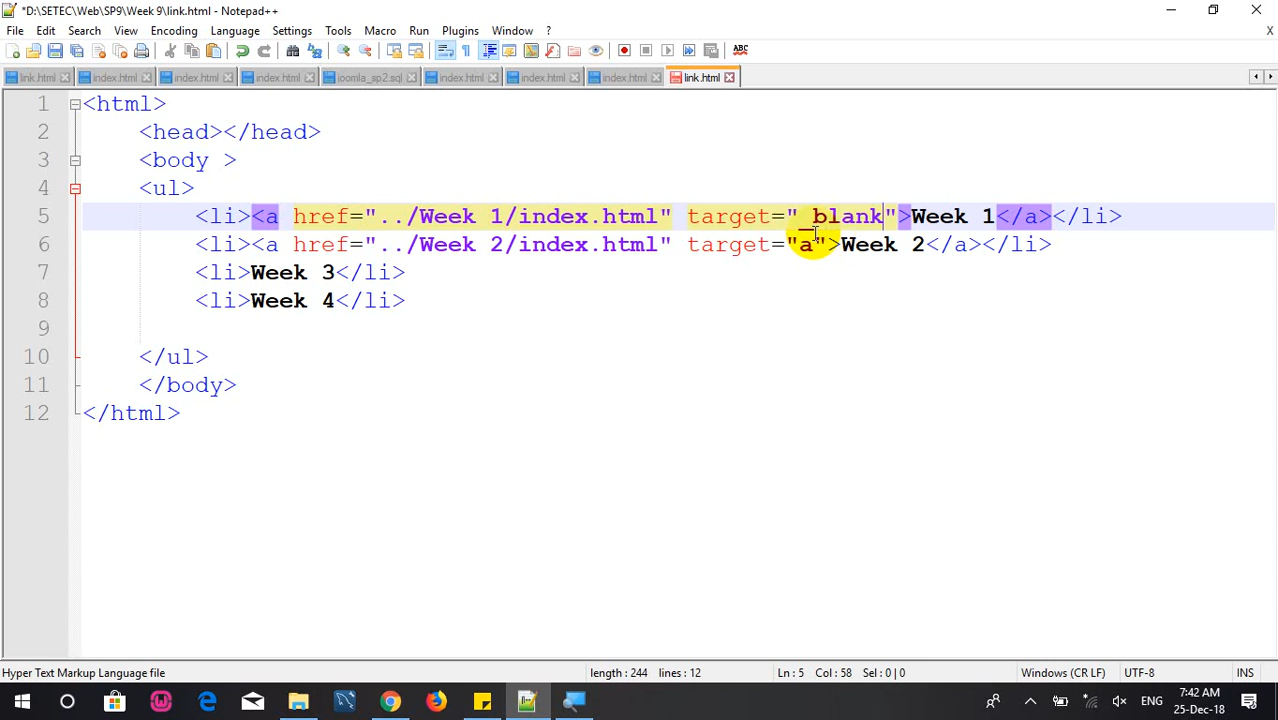 *D:\SETEC\Web\SP9\Week 9\link.html - Notepad++
File Edit Search View Encoding Language Settings Tools Macro Run Plugins Window ? X
ABC
link.html index.html index.html index.html joomla_sp2.sql index.html index.html index.html link.html
1 <html>
2 <head></head>
3 <body >
4 <ul>
5 <li><a href="../Week 1/index.html" target="_blank">Week 1</a></li>
6 <li><a href="../Week 2/index.html" target="a">Week 2</a></li>
7 <li>Week 3</li>
8 <li>Week 4</li>
9
10 </ul>
11 </body>
12 </html>
Hyper Text Markup Language file length : 244 lines : 12 Ln : 5 Col : 58 Sel : 0 | 0 Windows (CR LF) UTF-8 INS
ENG 7:42 AM
25-Dec-18